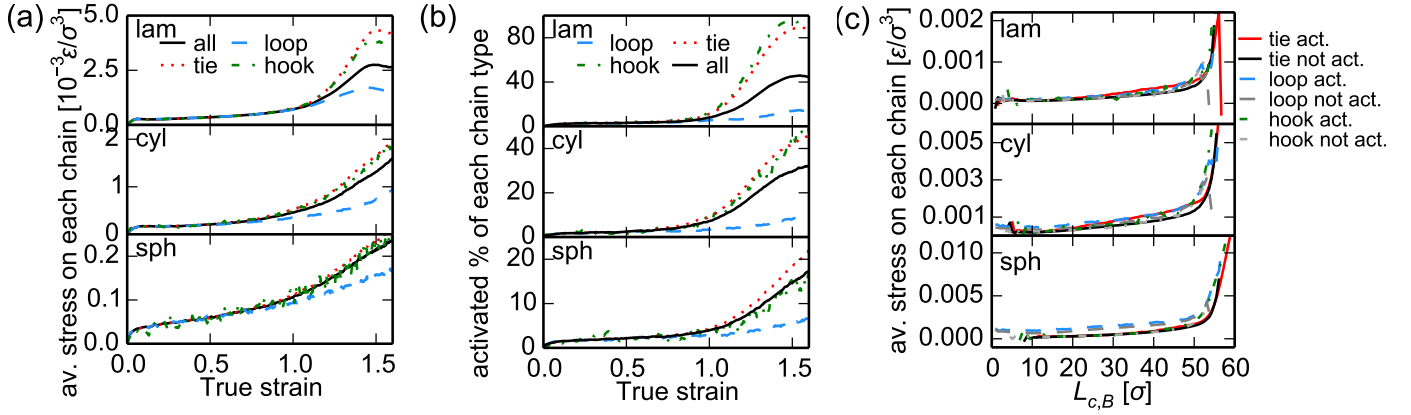 (a)
av. stress on each chain [10⁻³ε/σ³]
lam
all
loop
tie
hook
5.0
2.5
0.0
cyl
2
1
0
sph
0.2
0.1
0.0
0.0 0.5 1.0 1.5
True strain
(b)
activated % of each chain type
lam
loop
tie
hook
all
80
40
0
cyl
40
20
0
sph
20
10
0
0.0 0.5 1.0 1.5
True strain
(c)
av. stress on each chain [ε/σ³]
lam
0.002
0.001
0.000
cyl
0.005
0.003
0.001
sph
0.010
0.005
0.000
0 10 20 30 40 50 60
L_{c,B} [σ]
tie act.
tie not act.
loop act.
loop not act.
hook act.
hook not act.